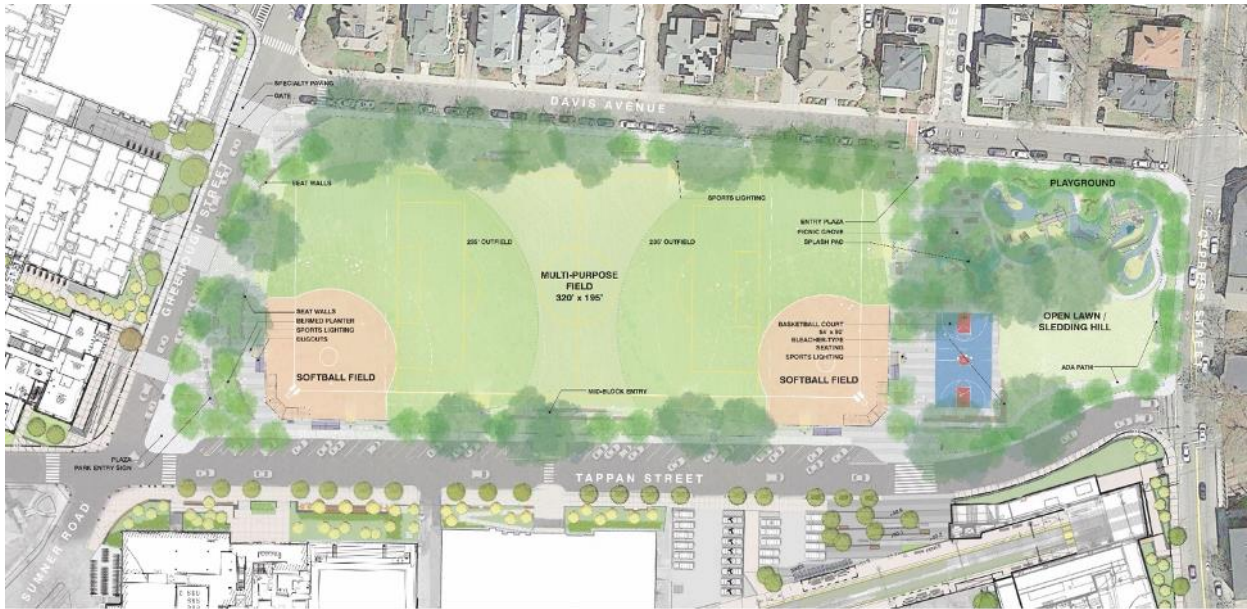 SPECIALTY PAVING
GATE
DAVIS AVENUE
DAVIS STREET
GREENOUGH STREET
SEAT WALLS
SPORTS LIGHTING
PLAYGROUND
ENTRY PLAZA
PICNIC GROVE
SPLASH PAD
OUTFIELD
OUTFIELD
MULTI-PURPOSE
FIELD
320' x 195'
SEAT WALLS
BERMED PLANTER
SPORTS LIGHTING
DUGOUTS
BASKETBALL COURT
BLEACHER-TYPE
SEATING
SPORTS LIGHTING
OPEN LAWN /
SLEDDING HILL
CYPRESS STREET
SOFTBALL FIELD
SOFTBALL FIELD
ADA PATH
MID-BLOCK ENTRY
PLAZA
PARK ENTRY SIGN
TAPPAN STREET
SUMNER ROAD